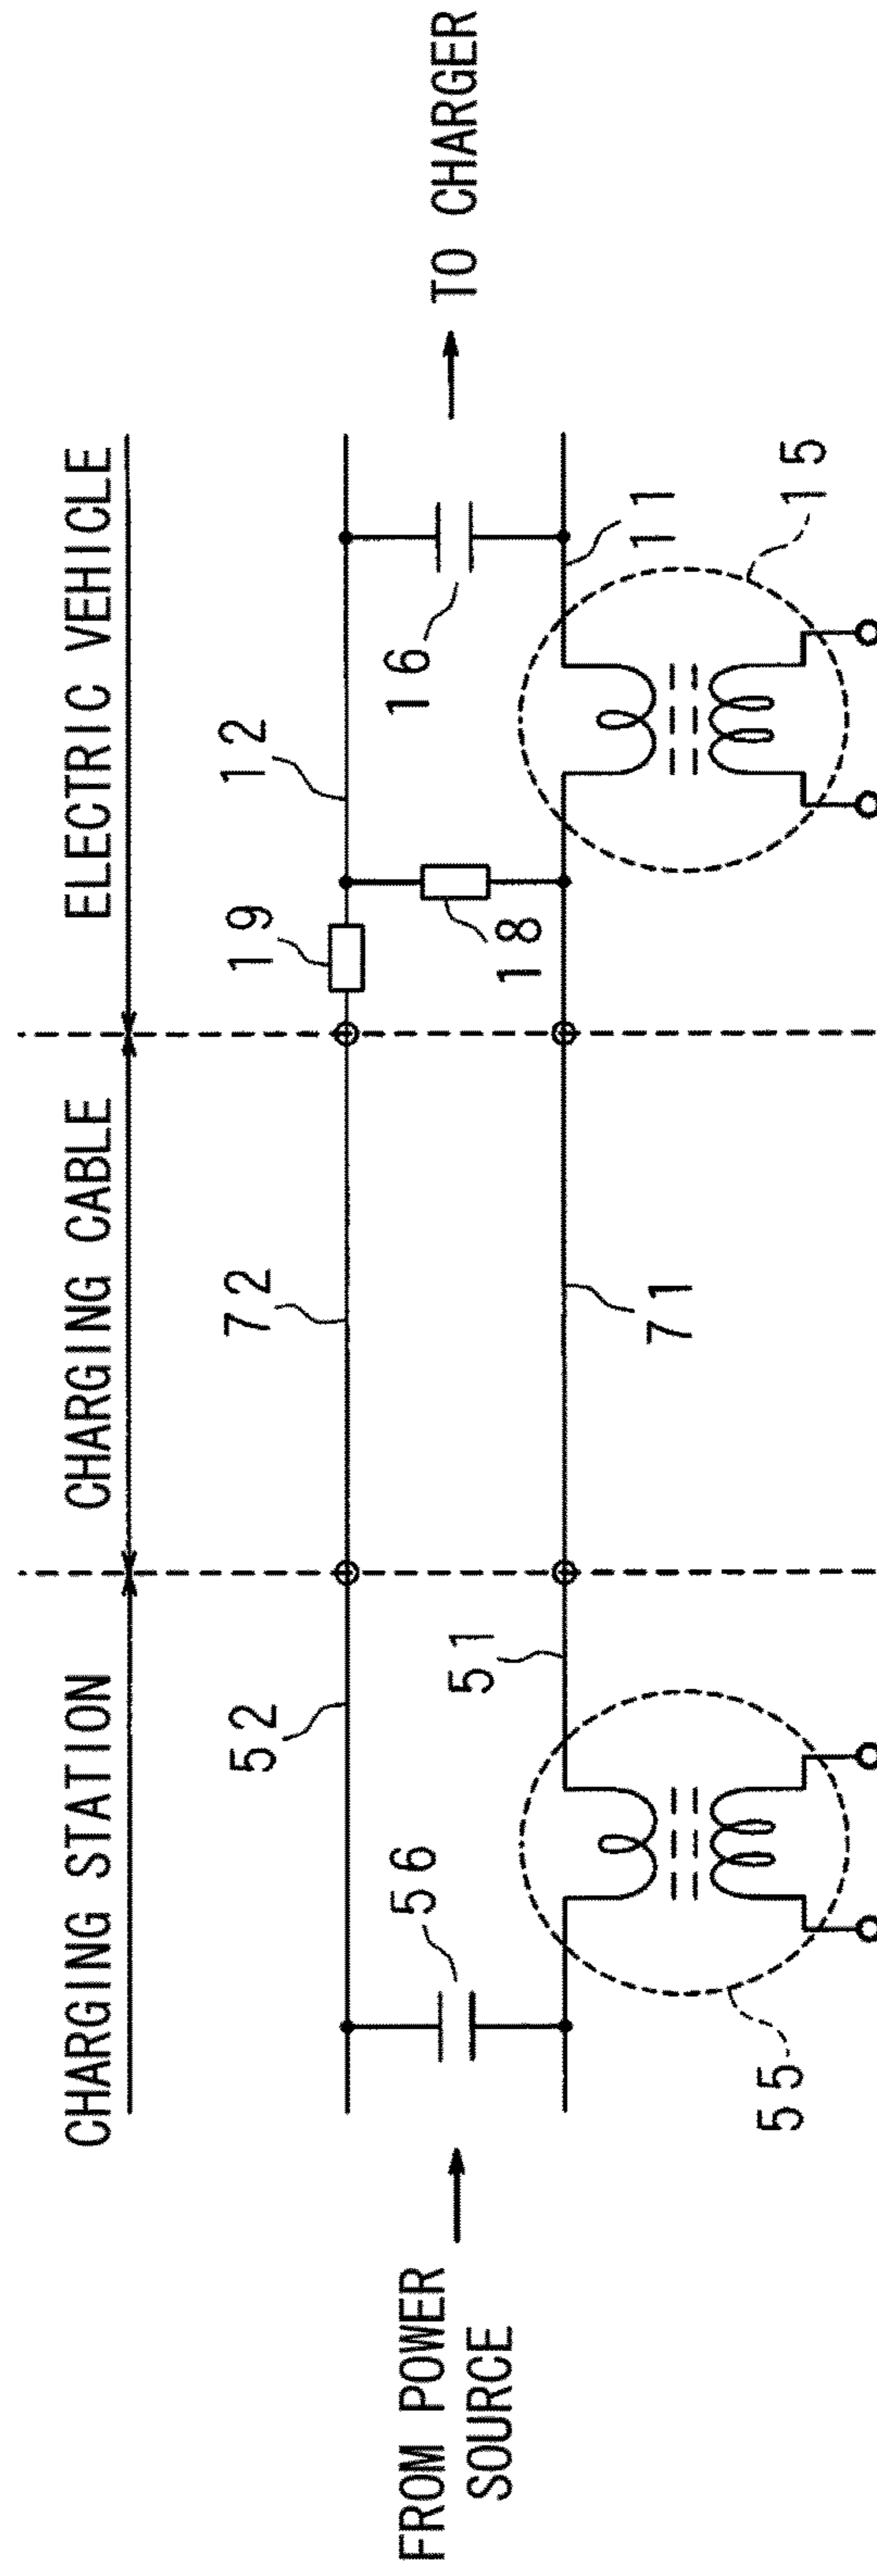 CHARGING STATION
CHARGING CABLE
ELECTRIC VEHICLE
52
72
19
12
56
16
18
FROM POWER
SOURCE
TO CHARGER
51
71
11
55
15